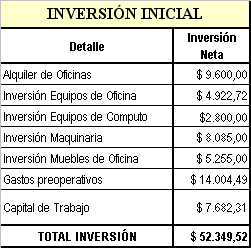 INVERSIÓN INICIAL
Detalle Inversión Neta
Alquiler de Oficinas $ 9.600,00
Inversión Equipos de Oficina $ 4.922,72
Inversión Equipos de Computo $2.800,00
Inversión Maquinaria $ 8.085,00
Inversión Muebles de Oficina $ 5.255,00
Gastos preoperativos $ 14.004,49
Capital de Trabajo $ 7.682,31
TOTAL INVERSIÓN $ 52.349,52